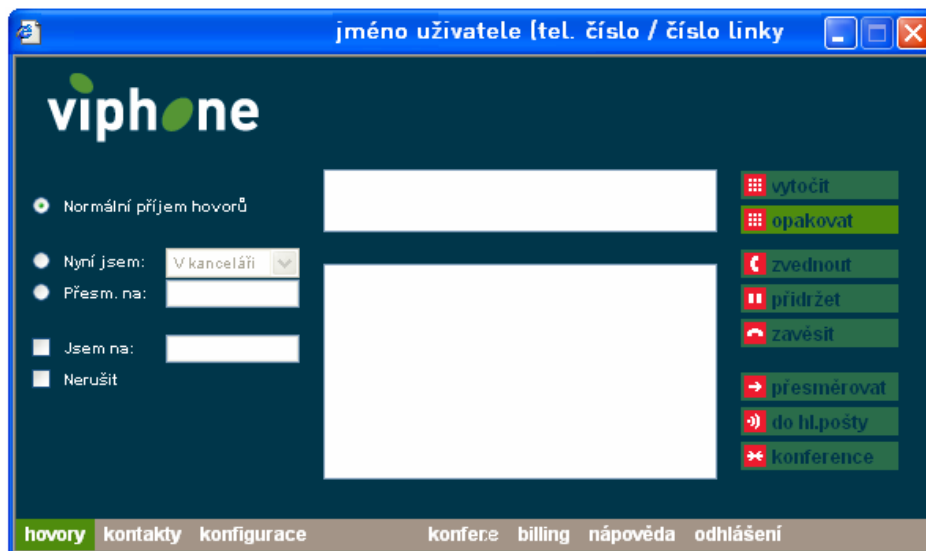 jméno uživatele (tel. číslo / číslo linky
viphone
Normální příjem hovorů
Nyní jsem: V kanceláři
Přesm. na:
Jsem na:
Nerušit
vytočit
opakovat
zvednout
přidržet
zavěsit
přesměrovat
do hl.pošty
konference
hovory kontakty konfigurace konfere billing nápověda odhlášení